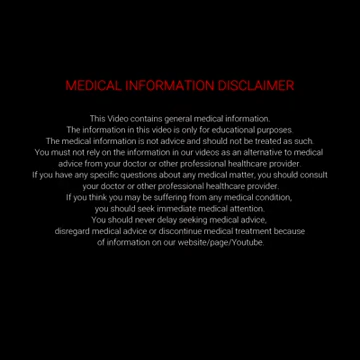 MEDICAL INFORMATION DISCLAIMER
This Video contains general medical information.
The information in this video is only for educational purposes.
The medical information is not advice and should not be treated as such.
You must not rely on the information in our videos as an alternative to medical
advice from your doctor or other professional healthcare provider.
If you have any specific questions about any medical matter, you should consult
your doctor or other professional healthcare provider.
If you think you may be suffering from any medical condition,
you should seek immediate medical attention.
You should never delay seeking medical advice,
disregard medical advice or discontinue medical treatment because
of information on our website/page/Youtube.